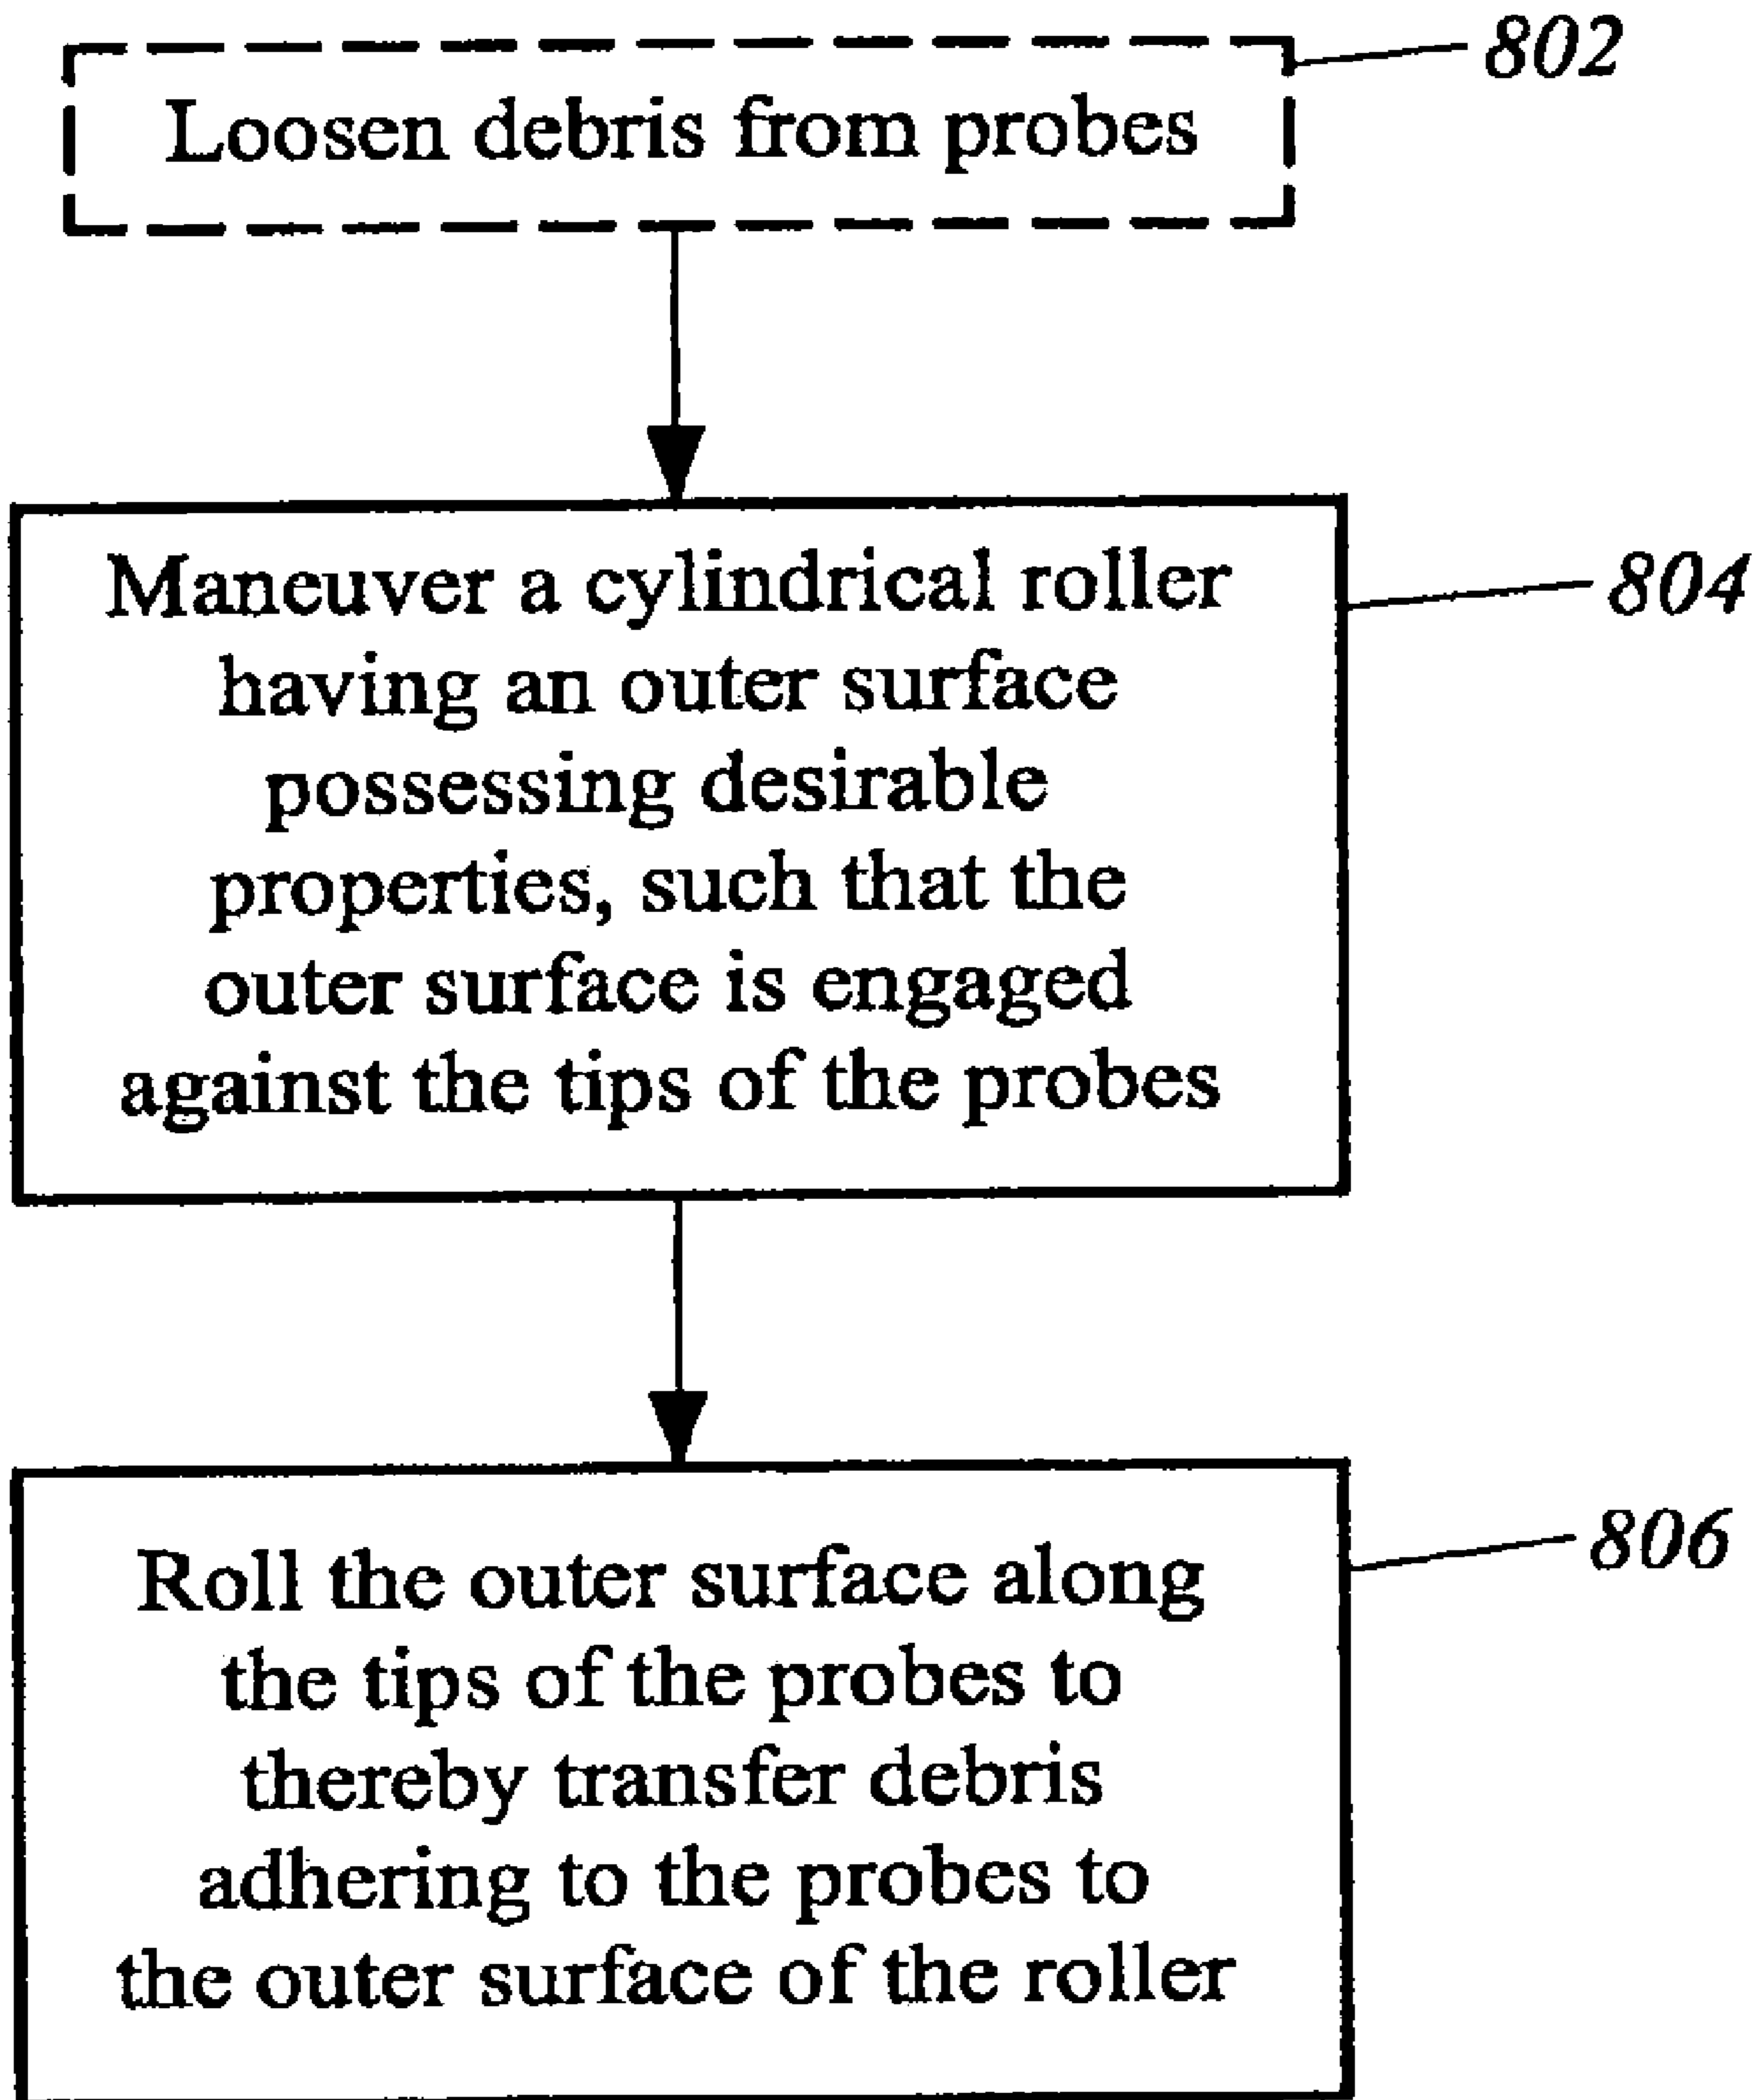 802
Loosen debris from probes
Maneuver a cylindrical roller
804
having an outer surface
possessing desirable
properties, such that the
outer surface is engaged
against the tips of the probes
806
Roll the outer surface along
the tips of the probes to
thereby transfer debris
adhering to the probes to
the outer surface of the roller